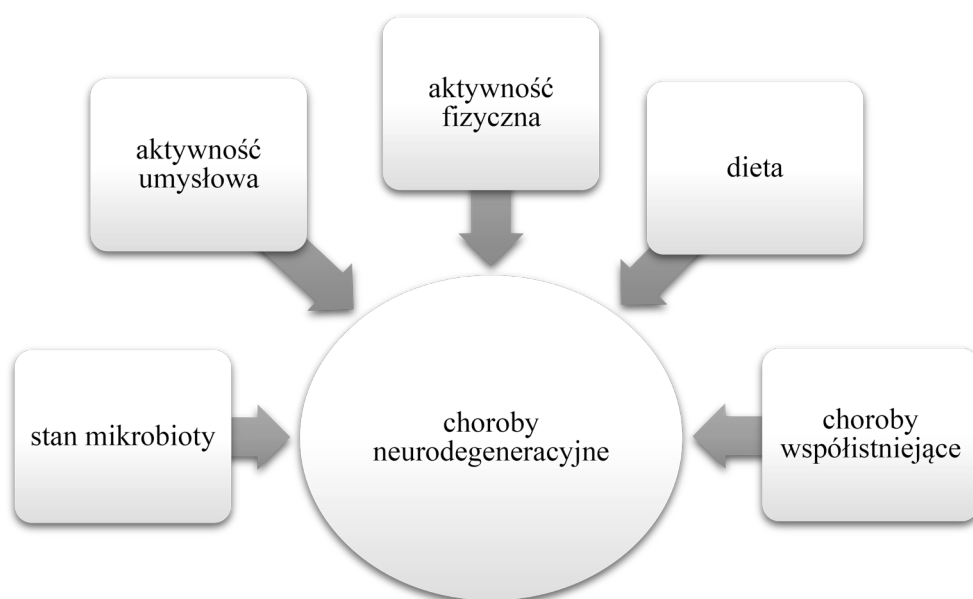 aktywność
fizyczna
aktywność
umysłowa
dieta
stan mikrobioty
choroby
neurodegeneracyjne
choroby
współistniejące